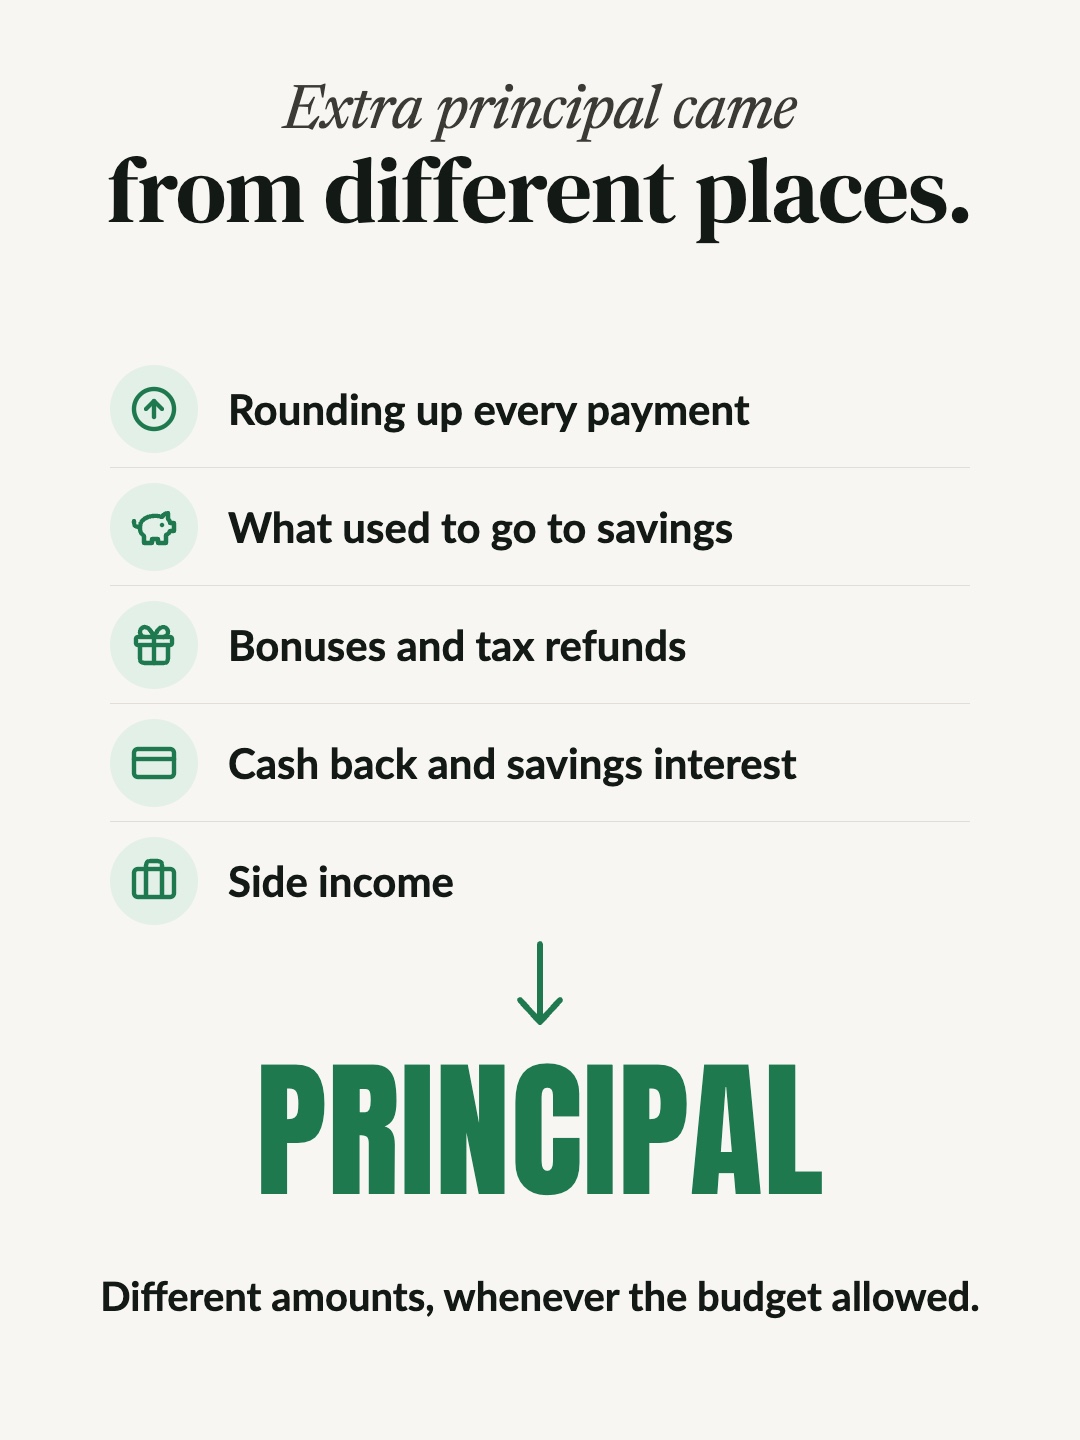 Extra principal came
from different places.
Rounding up every payment
What used to go to savings
Bonuses and tax refunds
Cash back and savings interest
Side income
PRINCIPAL
Different amounts, whenever the budget allowed.